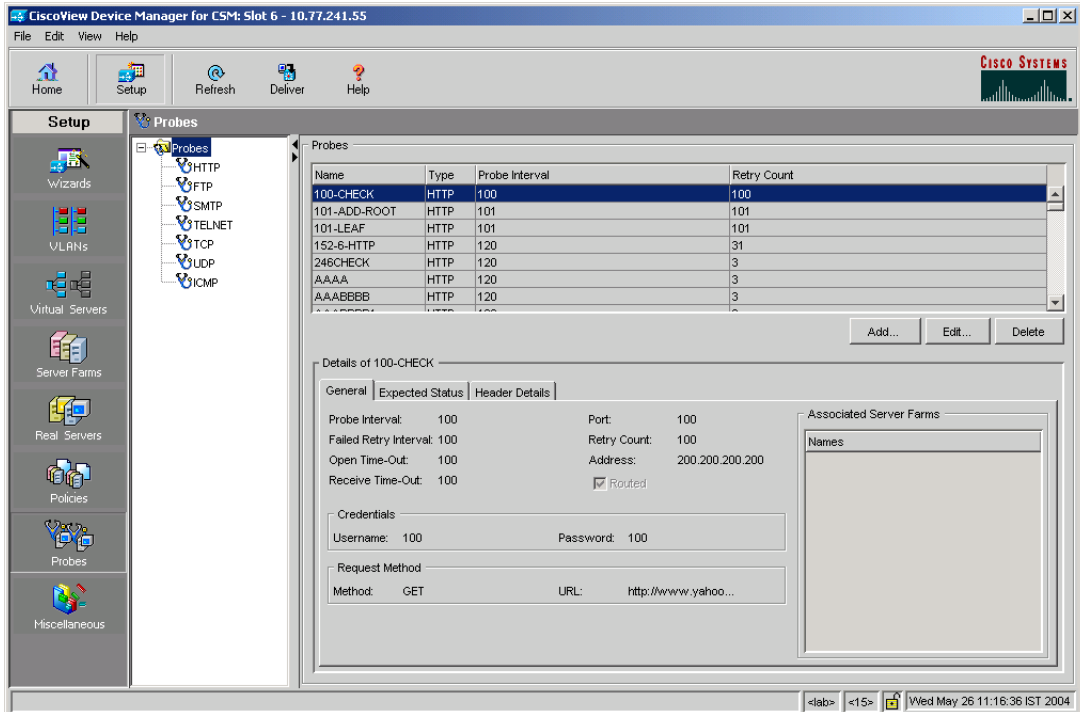 CiscoView Device Manager for CSM: Slot 6 - 10.77.241.55
File Edit View Help
Home Setup Refresh Deliver Help
CISCO SYSTEMS
Setup
Wizards
VLANs
Virtual Servers
Server Farms
Real Servers
Policies
Probes
Miscellaneous
Probes
Probes
HTTP
FTP
SMTP
TELNET
TCP
UDP
ICMP
Probes
Name Type Probe Interval Retry Count
100-CHECK HTTP 100 100
101-ADD-ROOT HTTP 101 101
101-LEAF HTTP 101 101
152-6-HTTP HTTP 120 31
246CHECK HTTP 120 3
AAAA HTTP 120 3
AAABBBB HTTP 120 3
Add... Edit... Delete
Details of 100-CHECK
General Expected Status Header Details
Probe Interval: 100 Port: 100
Failed Retry Interval: 100 Retry Count: 100
Open Time-Out: 100 Address: 200.200.200.200
Receive Time-Out: 100 Routed
Credentials
Username: 100 Password: 100
Request Method
Method: GET URL: http://www.yahoo...
Associated Server Farms
Names
<lab> <15> Wed May 26 11:16:36 IST 2004